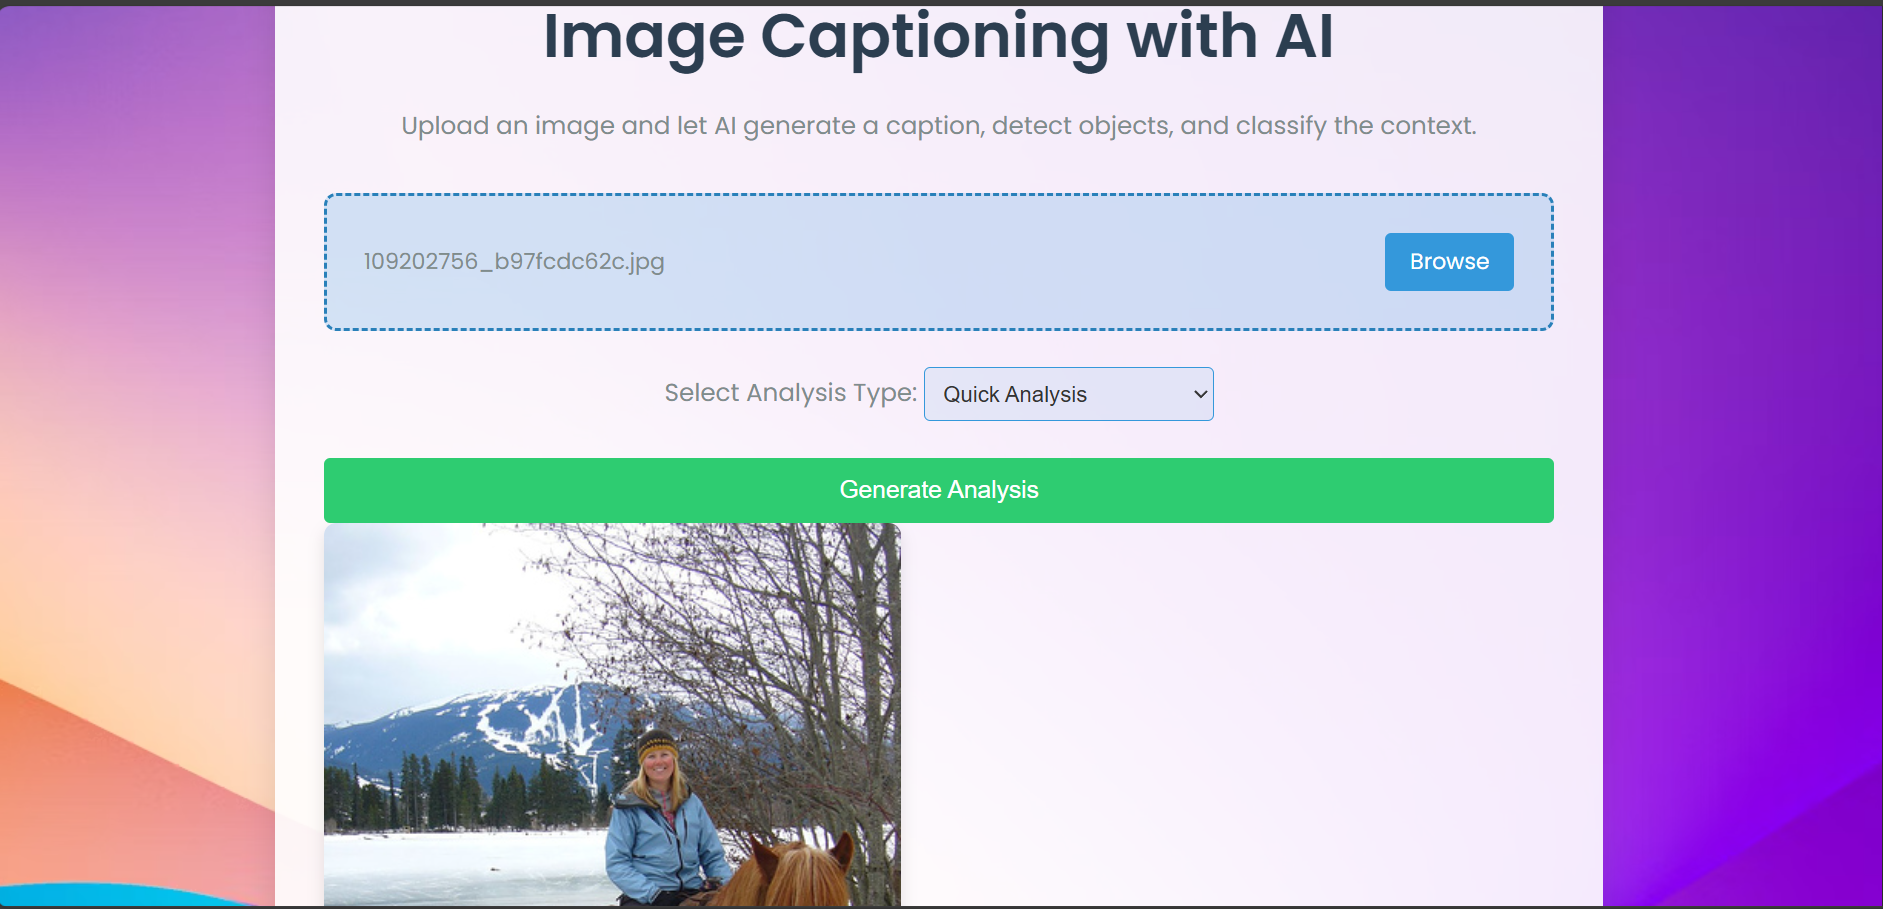 Image Captioning with AI
Upload an image and let AI generate a caption, detect objects, and classify the context.
109202756_b97fcdc62c.jpg
Browse
Select Analysis Type: Quick Analysis
Generate Analysis